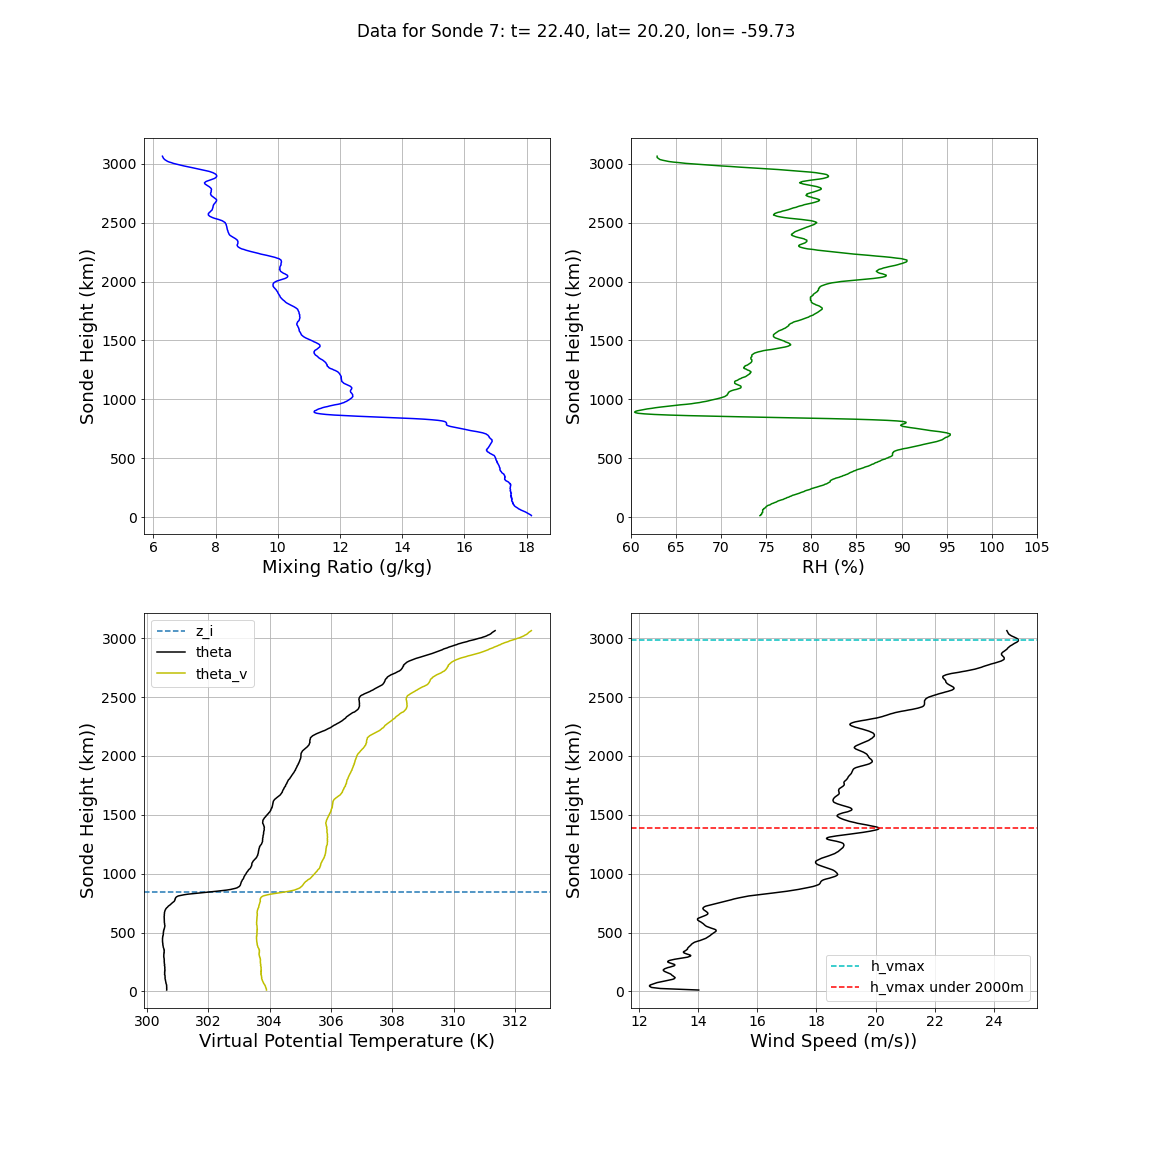 Data for Sonde 7: t= 22.40, lat= 20.20, lon= -59.73
Sonde Height (km))
3000
2500
2000
1500
1000
500
0
6 8 10 12 14 16 18
Mixing Ratio (g/kg)
Sonde Height (km))
3000
2500
2000
1500
1000
500
0
60 65 70 75 80 85 90 95 100 105
RH (%)
Sonde Height (km))
3000
2500
2000
1500
1000
500
0
z_i
theta
theta_v
300 302 304 306 308 310 312
Virtual Potential Temperature (K)
Sonde Height (km))
3000
2500
2000
1500
1000
500
0
h_vmax
h_vmax under 2000m
12 14 16 18 20 22 24
Wind Speed (m/s))